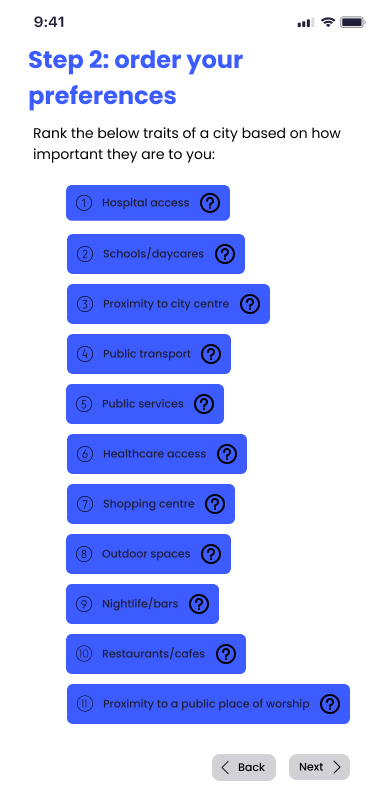 9:41
Step 2: order your
preferences
Rank the below traits of a city based on how
important they are to you:
1 Hospital access ?
2 Schools/daycares ?
3 Proximity to city centre ?
4 Public transport ?
5 Public services ?
6 Healthcare access ?
7 Shopping centre ?
8 Outdoor spaces ?
9 Nightlife/bars ?
10 Restaurants/cafes ?
11 Proximity to a public place of worship ?
Back Next